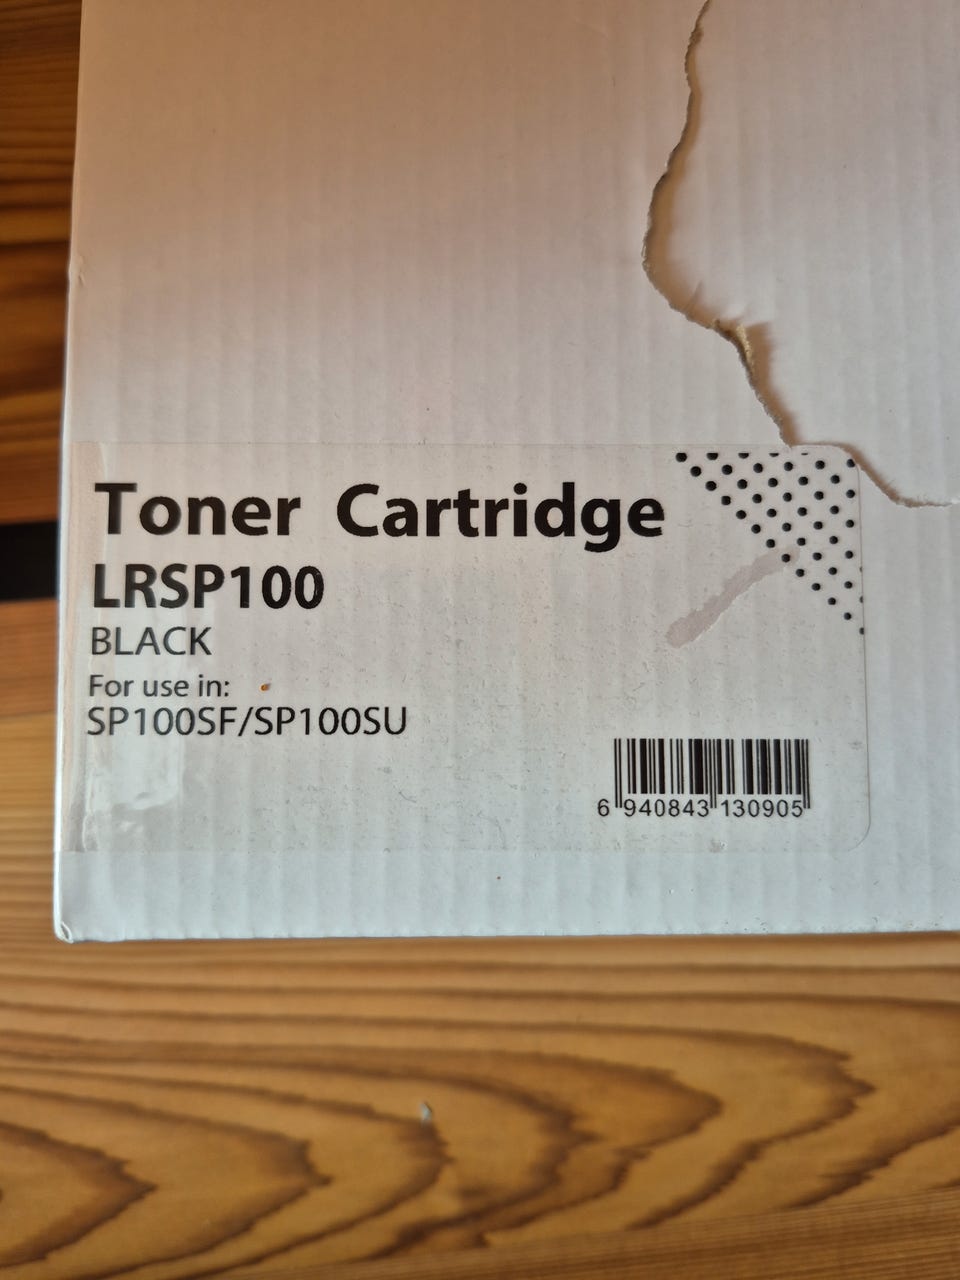 Toner Cartridge
LRSP100
BLACK
For use in:
SP100SF/SP100SU
6 940843 130905